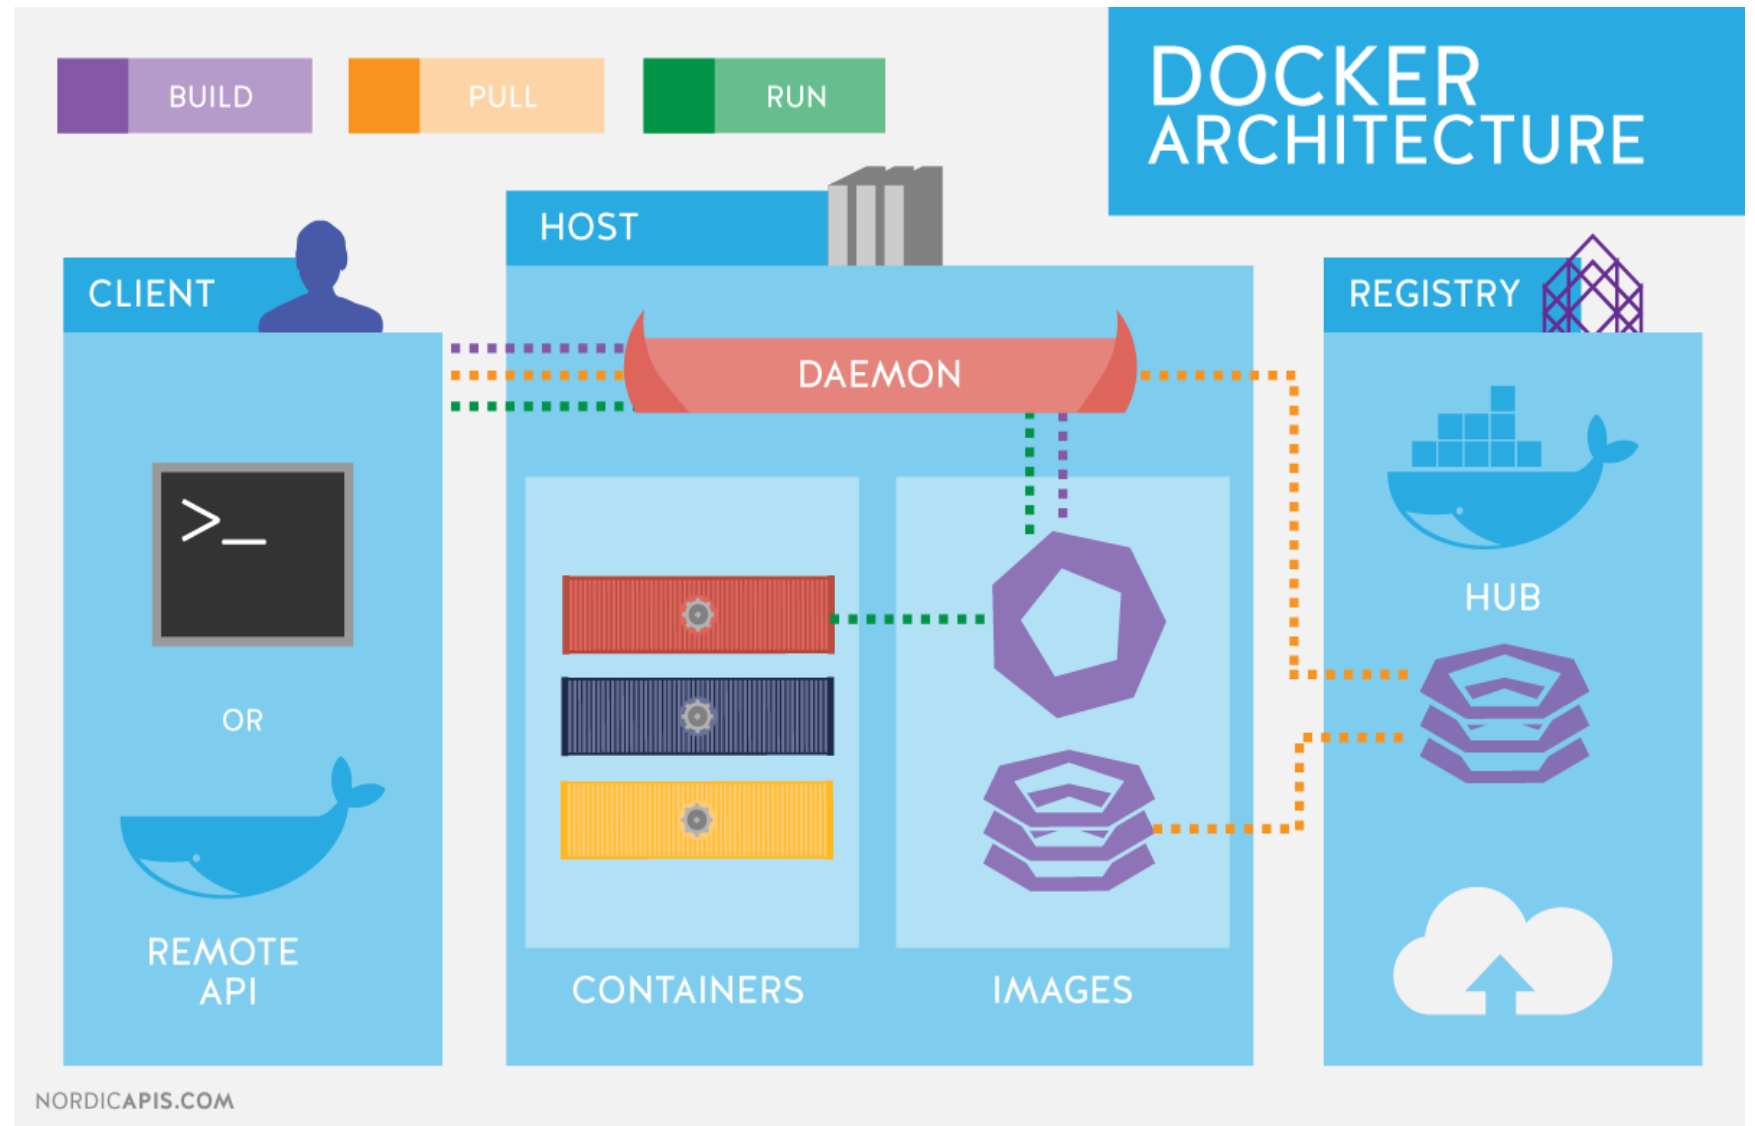 BUILD
PULL
RUN
DOCKER
ARCHITECTURE
HOST
CLIENT
REGISTRY
DAEMON
>_
HUB
OR
REMOTE
API
CONTAINERS
IMAGES
NORDICAPIS.COM